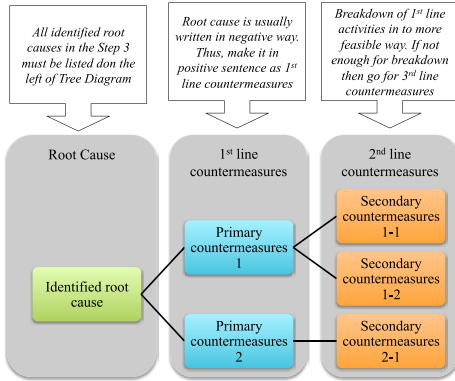 All identified root
causes in the Step 3
must be listed don the
left of Tree Diagram
Root cause is usually
written in negative way.
Thus, make it in
positive sentence as 1st
line countermeasures
Breakdown of 1st line
activities in to more
feasible way. If not
enough for breakdown
then go for 3rd line
countermeasures
Root Cause
1st line
countermeasures
2nd line
countermeasures
Identified root
cause
Primary
countermeasures
1
Primary
countermeasures
2
Secondary
countermeasures
1-1
Secondary
countermeasures
1-2
Secondary
countermeasures
2-1